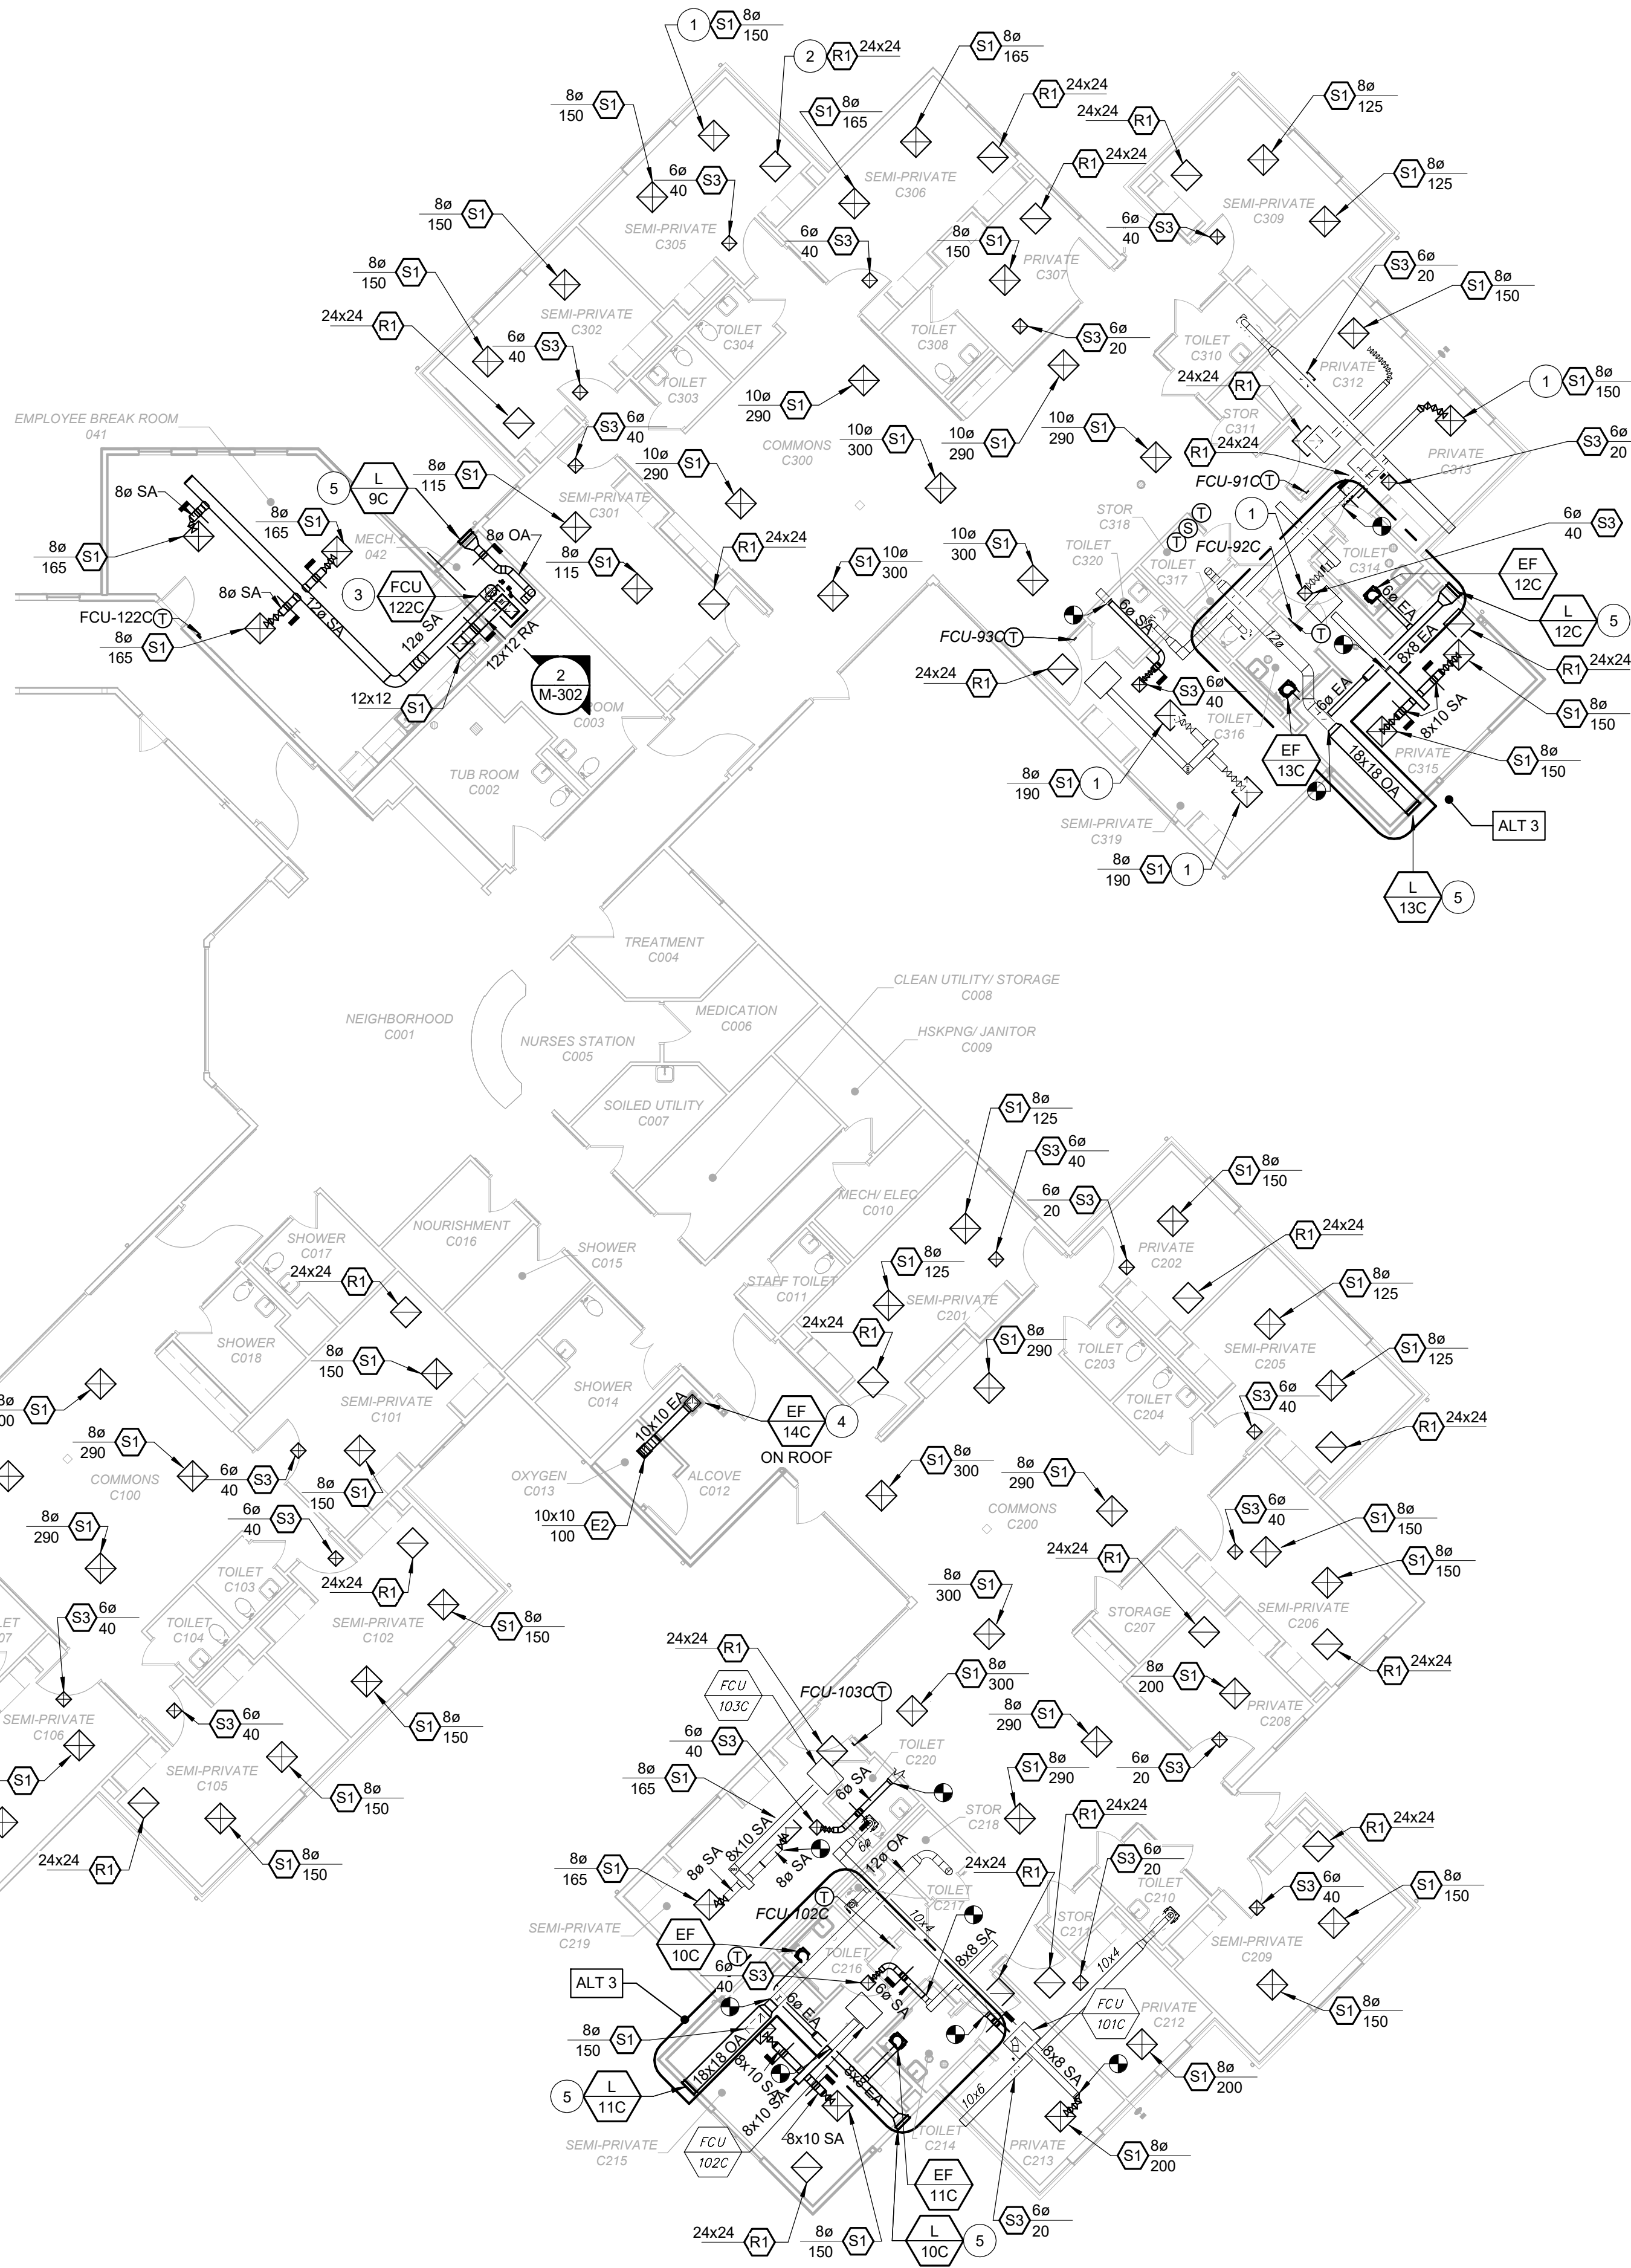 1 S1 8ø
150
2 R1 24x24
S1 8ø
165
8ø S1
150
S1 8ø
165
R1 24x24
24x24 R1
S1 8ø
125
6ø S3
40
SEMI-PRIVATE
C306
R1 24x24
S1 8ø
125
8ø S1
150
SEMI-PRIVATE
C305
6ø S3
40
8ø S1
150
6ø S3
40
SEMI-PRIVATE
C309
8ø S1
150
PRIVATE
C307
S3 6ø
20
S1 8ø
150
24x24 R1
SEMI-PRIVATE
C302
TOILET
C304
TOILET
C308
S3 6ø
20
TOILET
C310
6ø S3
40
TOILET
C303
PRIVATE
C312
24x24 R1
1 S1 8ø
150
EMPLOYEE BREAK ROOM
041
S3 6ø
40
10ø S1
290
COMMONS
C300
10ø S1
300
10ø S1
290
10ø S1
290
STOR
C311
24x24 R1
S3 6ø
20
PRIVATE
C313
5 L
9C
8ø S1
115
10ø S1
290
SEMI-PRIVATE
C301
FCU-91C T
8ø SA
8ø S1
165
8ø OA
MECH.
042
STOR
C318
T
S
T
1
6ø S3
40
8ø S1
165
8ø S1
115
R1 24x24
S1 10ø
300
10ø S1
300
TOILET
C320
TOILET
C317
FCU-92C
TOILET
C314
EF
12C
8ø SA
12ø SA
3 FCU
122C
12ø SA
12x12 RA
6ø SA
6ø EA
L
12C 5
FCU-122C T
8ø S1
165
FCU-93C T
12ø
T
8x8 EA
R1 24x24
12x12 S1
2
M-302
ROOM
C003
24x24 R1
S3 6ø
40
TOILET
C316
6ø EA
8x10 SA
S1 8ø
150
TUB ROOM
C002
8ø S1 1
190
EF
13C
18x18 OA
PRIVATE
C315
S1 8ø
150
SEMI-PRIVATE
C319
ALT 3
8ø S1 1
190
L
13C 5
TREATMENT
C004
CLEAN UTILITY/ STORAGE
C008
NEIGHBORHOOD
C001
MEDICATION
C006
NURSES STATION
C005
HSKPNG/ JANITOR
C009
SOILED UTILITY
C007
S1 8ø
125
S3 6ø
40
S1 8ø
150
6ø S3
20
MECH/ ELEC
C010
NOURISHMENT
C016
SHOWER
C017
SHOWER
C015
PRIVATE
C202
R1 24x24
24x24 R1
S1 8ø
125
STAFF TOILET
C011
SEMI-PRIVATE
C201
S1 8ø
125
24x24 R1
S1 8ø
290
TOILET
C203
SEMI-PRIVATE
C205
S1 8ø
125
SHOWER
C018
8ø S1
150
SEMI-PRIVATE
C101
SHOWER
C014
TOILET
C204
S3 6ø
40
00 S1
10x10 EA
EF
14C 4
ON ROOF
R1 24x24
8ø S1
290
COMMONS
C100
6ø S3
40
8ø S1
150
OXYGEN
C013
ALCOVE
C012
S1 8ø
300
8ø S1
290
COMMONS
C200
8ø S1
290
6ø S3
40
10x10 E2
100
S3 6ø
40
S1 8ø
150
24x24 R1
S1 8ø
150
TOILET
C103
24x24 R1
8ø S1
300
LET
07
S3 6ø
40
TOILET
C104
SEMI-PRIVATE
C102
S1 8ø
150
STORAGE
C207
SEMI-PRIVATE
C206
24x24 R1
R1 24x24
FCU
103C
FCU-103C T
S1 8ø
300
8ø S1
200
PRIVATE
C208
SEMI-PRIVATE
C106
S3 6ø
40
S1 8ø
150
6ø S3
40
8ø S1
290
TOILET
C220
S1
SEMI-PRIVATE
C105
8ø S1
165
6ø SA
S1 8ø
290
6ø S3
20
S1 8ø
150
STOR
C218
R1 24x24
R1 24x24
8x10 SA
6ø
12ø OA
24x24 R1
S1 8ø
150
24x24 R1
8ø S1
165
8ø SA
8ø SA
S3 6ø
20
TOILET
C210
S3 6ø
40
S1 8ø
150
FCU-102C T
TOILET
C217
10x4
STOR
C211
SEMI-PRIVATE
C219
EF
10C
T
TOILET
C216
8x8 SA
10x4
SEMI-PRIVATE
C209
6ø S3
40
ALT 3
6ø SA
6ø EA
FCU
101C
PRIVATE
C212
S1 8ø
150
8ø S1
150
18x18 OA
8x10 SA
8x8 EA
8x8 SA
S1 8ø
200
5 L
11C
8x10 SA
10x6
FCU
102C
8x10 SA
TOILET
C214
PRIVATE
C213
S1 8ø
200
SEMI-PRIVATE
C215
EF
11C
S3 6ø
20
24x24 R1
8ø S1
150
L
10C 5